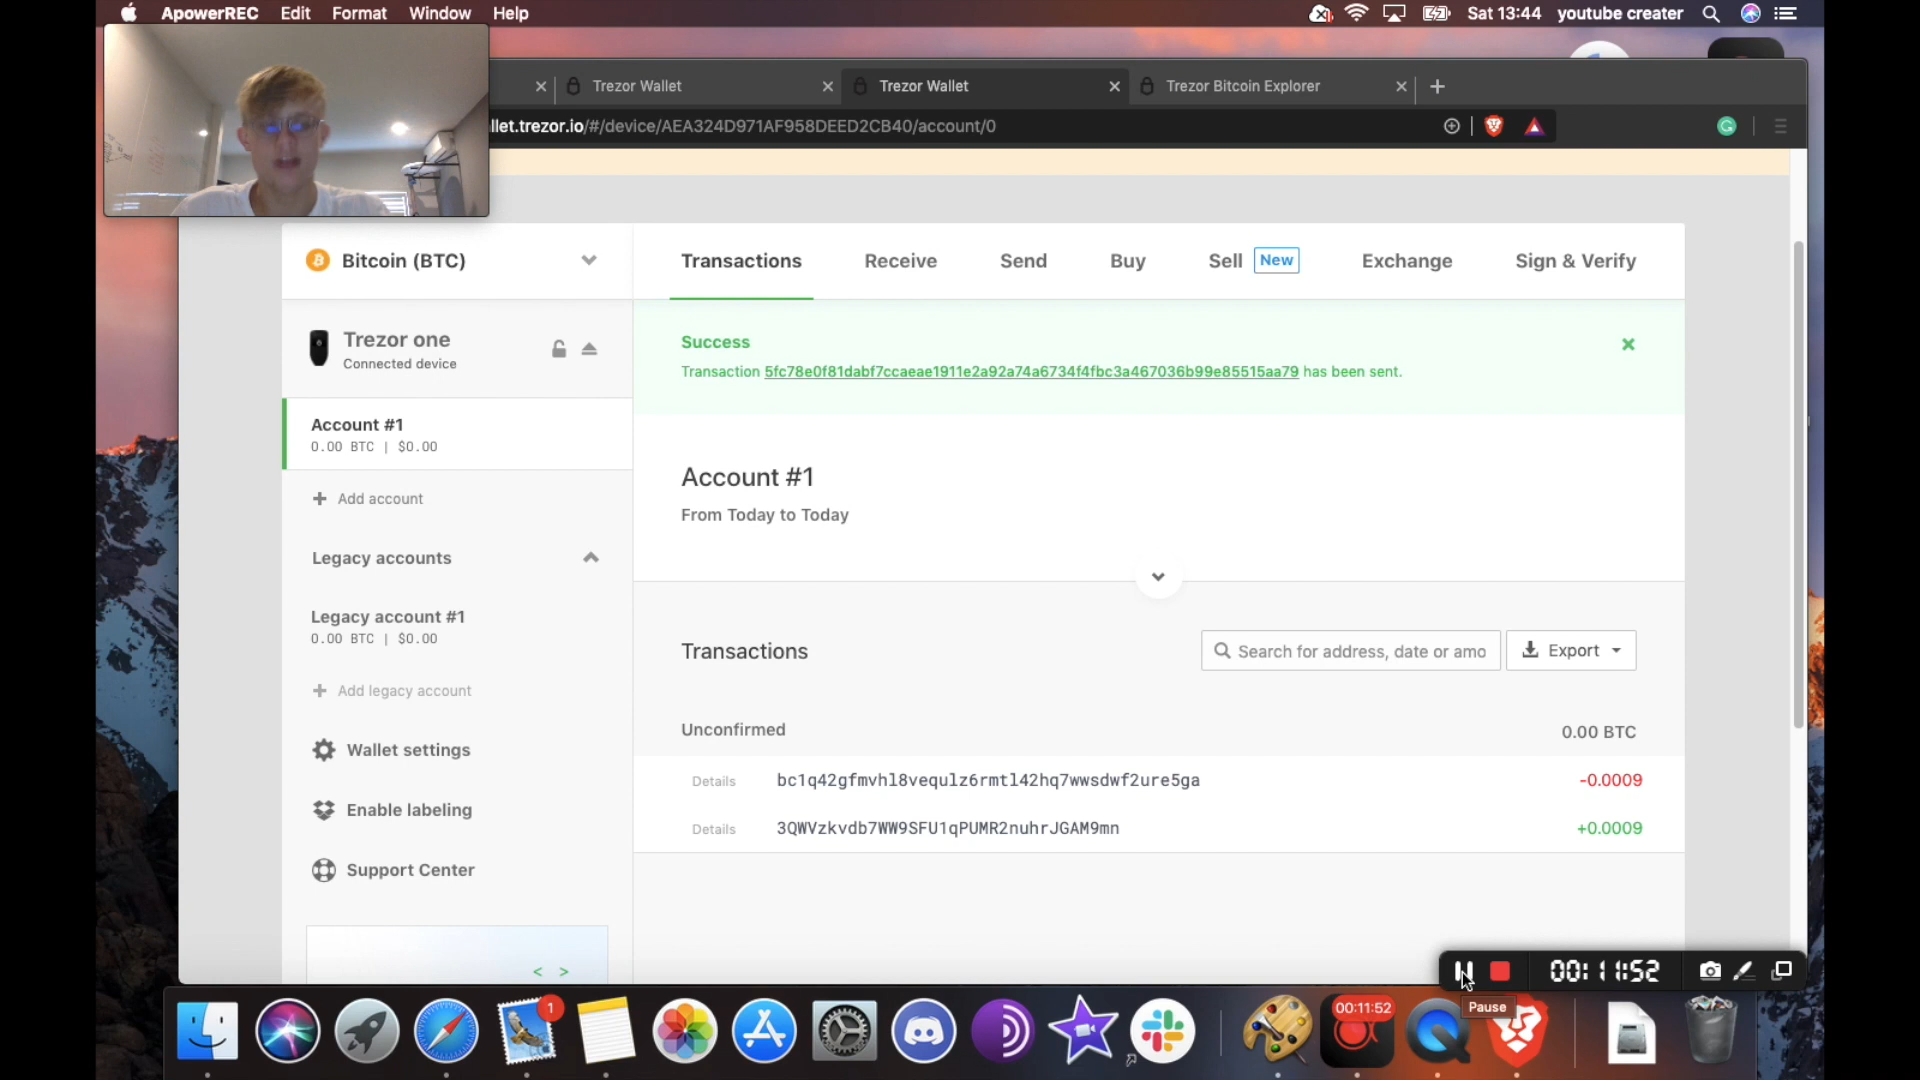 ApowerREC Edit Format Window Help Sat 13:44 youtube creater
Trezor Wallet Trezor Wallet Trezor Bitcoin Explorer
llet.trezor.io/#/device/AEA324D971AF958DEED2CB40/account/0
Bitcoin (BTC)
Transactions Receive Send Buy Sell New Exchange Sign & Verify
Trezor one
Connected device
Success
Transaction 5fc78e0f81dabf7ccaeae1911e2a92a74a6734f4fbc3a467036b99e85515aa79 has been sent.
Account #1
0.00 BTC | $0.00
Add account
Legacy accounts
Legacy account #1
0.00 BTC | $0.00
Add legacy account
Wallet settings
Enable labeling
Support Center
< >
Account #1
From Today to Today
Transactions
Search for address, date or amo
Export
Unconfirmed 0.00 BTC
Details bc1q42gfmvhl8vequlz6rmtl42hq7wwsdwf2ure5ga -0.0009
Details 3QWVzkvdb7WW9SFU1qPUMR2nuhrJGAM9mn +0.0009
00:11:52
Pause
1
00:11:52